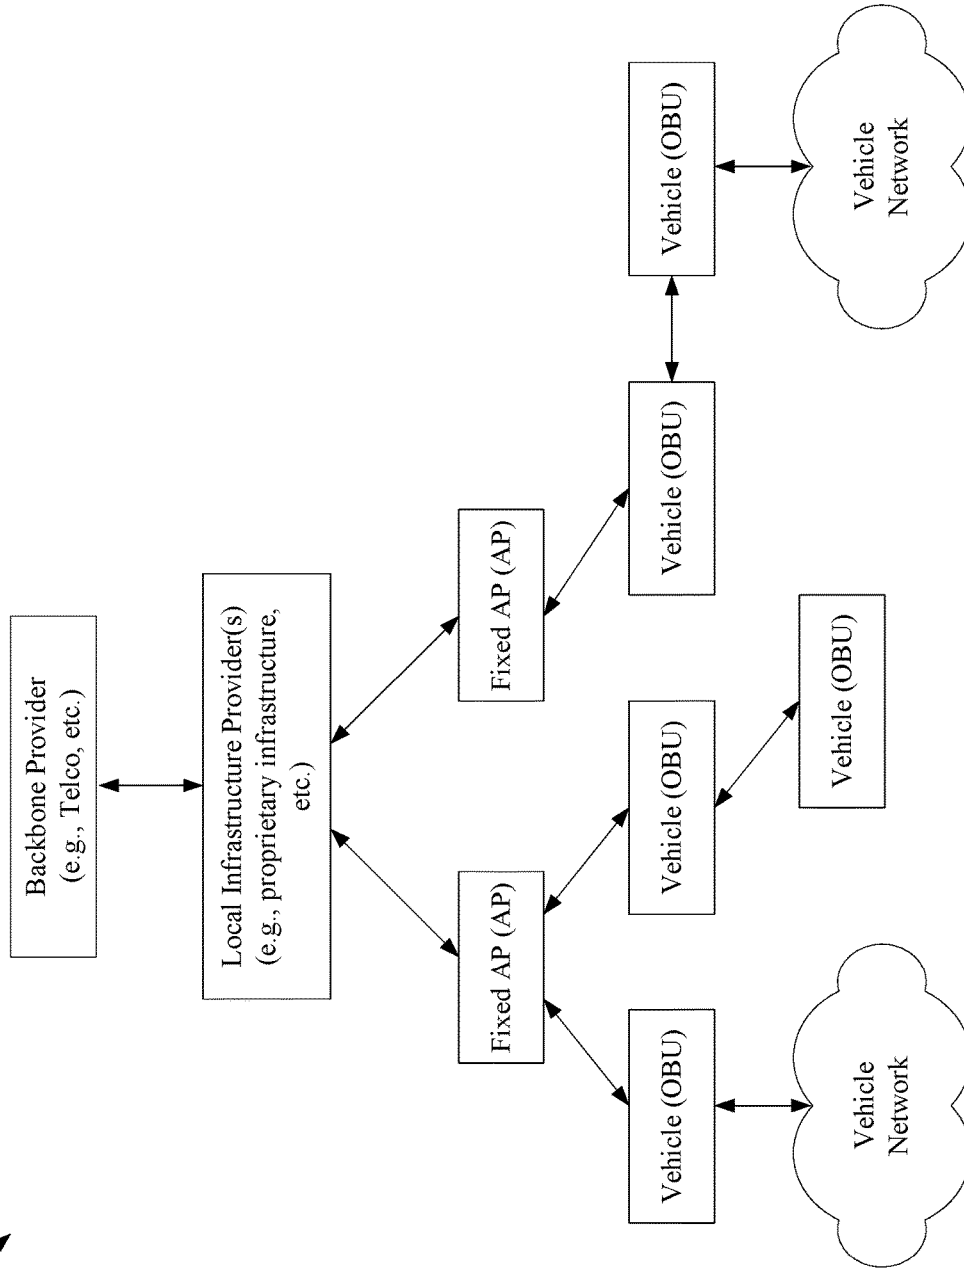 Backbone Provider
(e.g., Telco, etc.)
Local Infrastructure Provider(s)
(e.g., proprietary infrastructure,
etc.)
Fixed AP (AP)
Fixed AP (AP)
Vehicle (OBU)
Vehicle (OBU)
Vehicle (OBU)
Vehicle (OBU)
Vehicle
Network
Vehicle (OBU)
Vehicle
Network